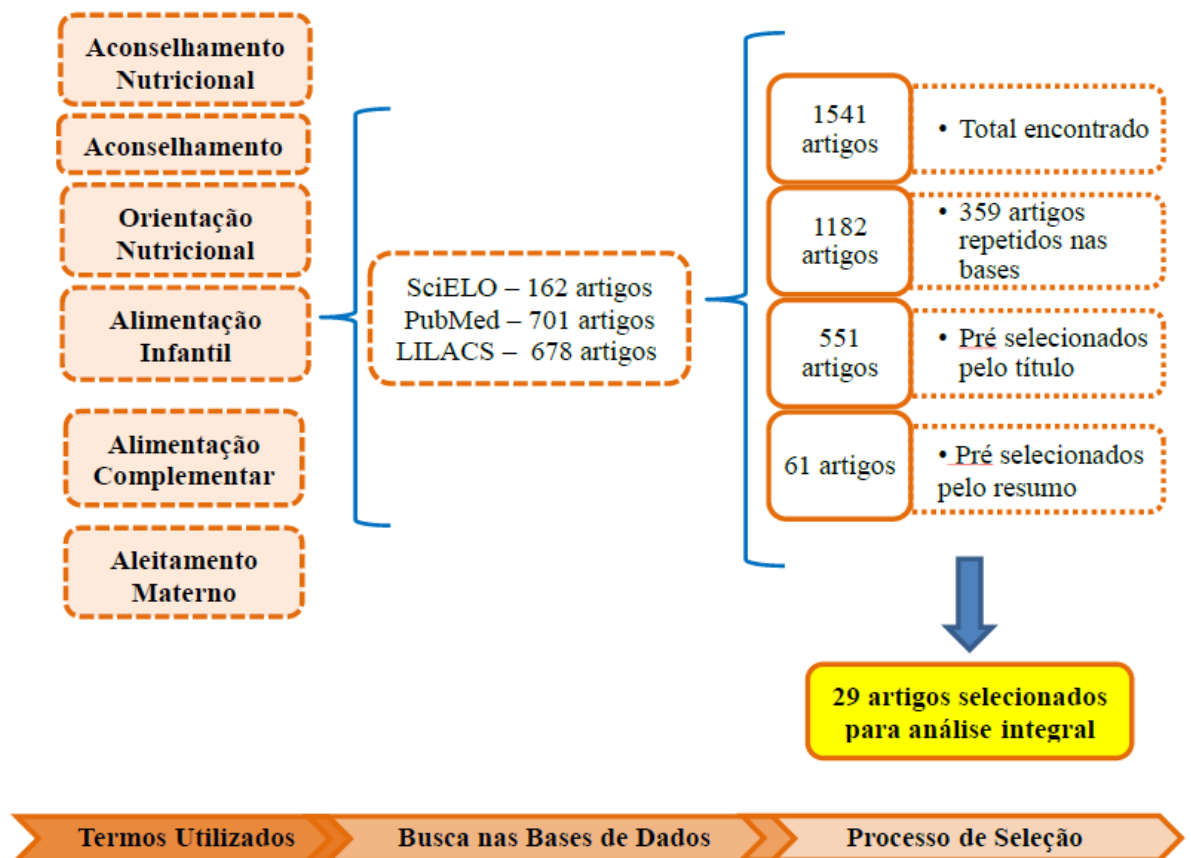 Aconselhamento
Nutricional
Aconselhamento
Orientação
Nutricional
Alimentação
Infantil
Alimentação
Complementar
Aleitamento
Materno
SciELO – 162 artigos
PubMed – 701 artigos
LILACS – 678 artigos
1541
artigos
• Total encontrado
1182
artigos
• 359 artigos
repetidos nas
bases
551
artigos
• Pré selecionados
pelo título
61 artigos
• Pré selecionados
pelo resumo
29 artigos selecionados
para análise integral
Termos Utilizados
Busca nas Bases de Dados
Processo de Seleção